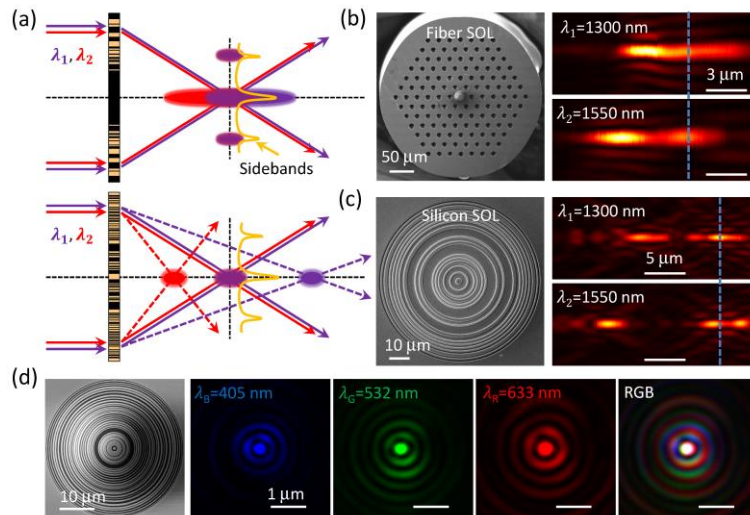 (a)
λ₁, λ₂
Sidebands
λ₁, λ₂
(b)
Fiber SOL
50 μm
λ₁=1300 nm
3 μm
λ₂=1550 nm
(c)
Silicon SOL
10 μm
λ₁=1300 nm
5 μm
λ₂=1550 nm
(d)
10 μm
λB=405 nm
1 μm
λG=532 nm
λR=633 nm
RGB